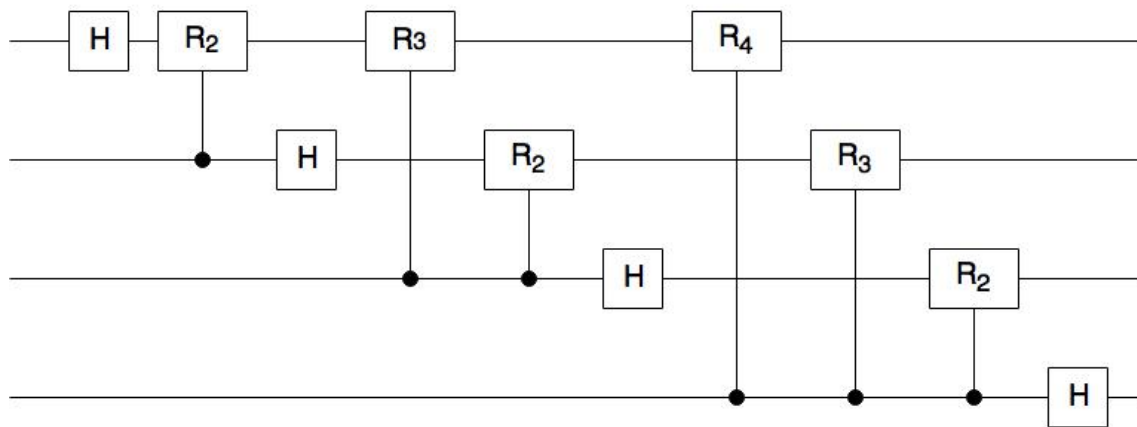 H R₂ R₃ R₄
H R₂ R₃
H R₂
H